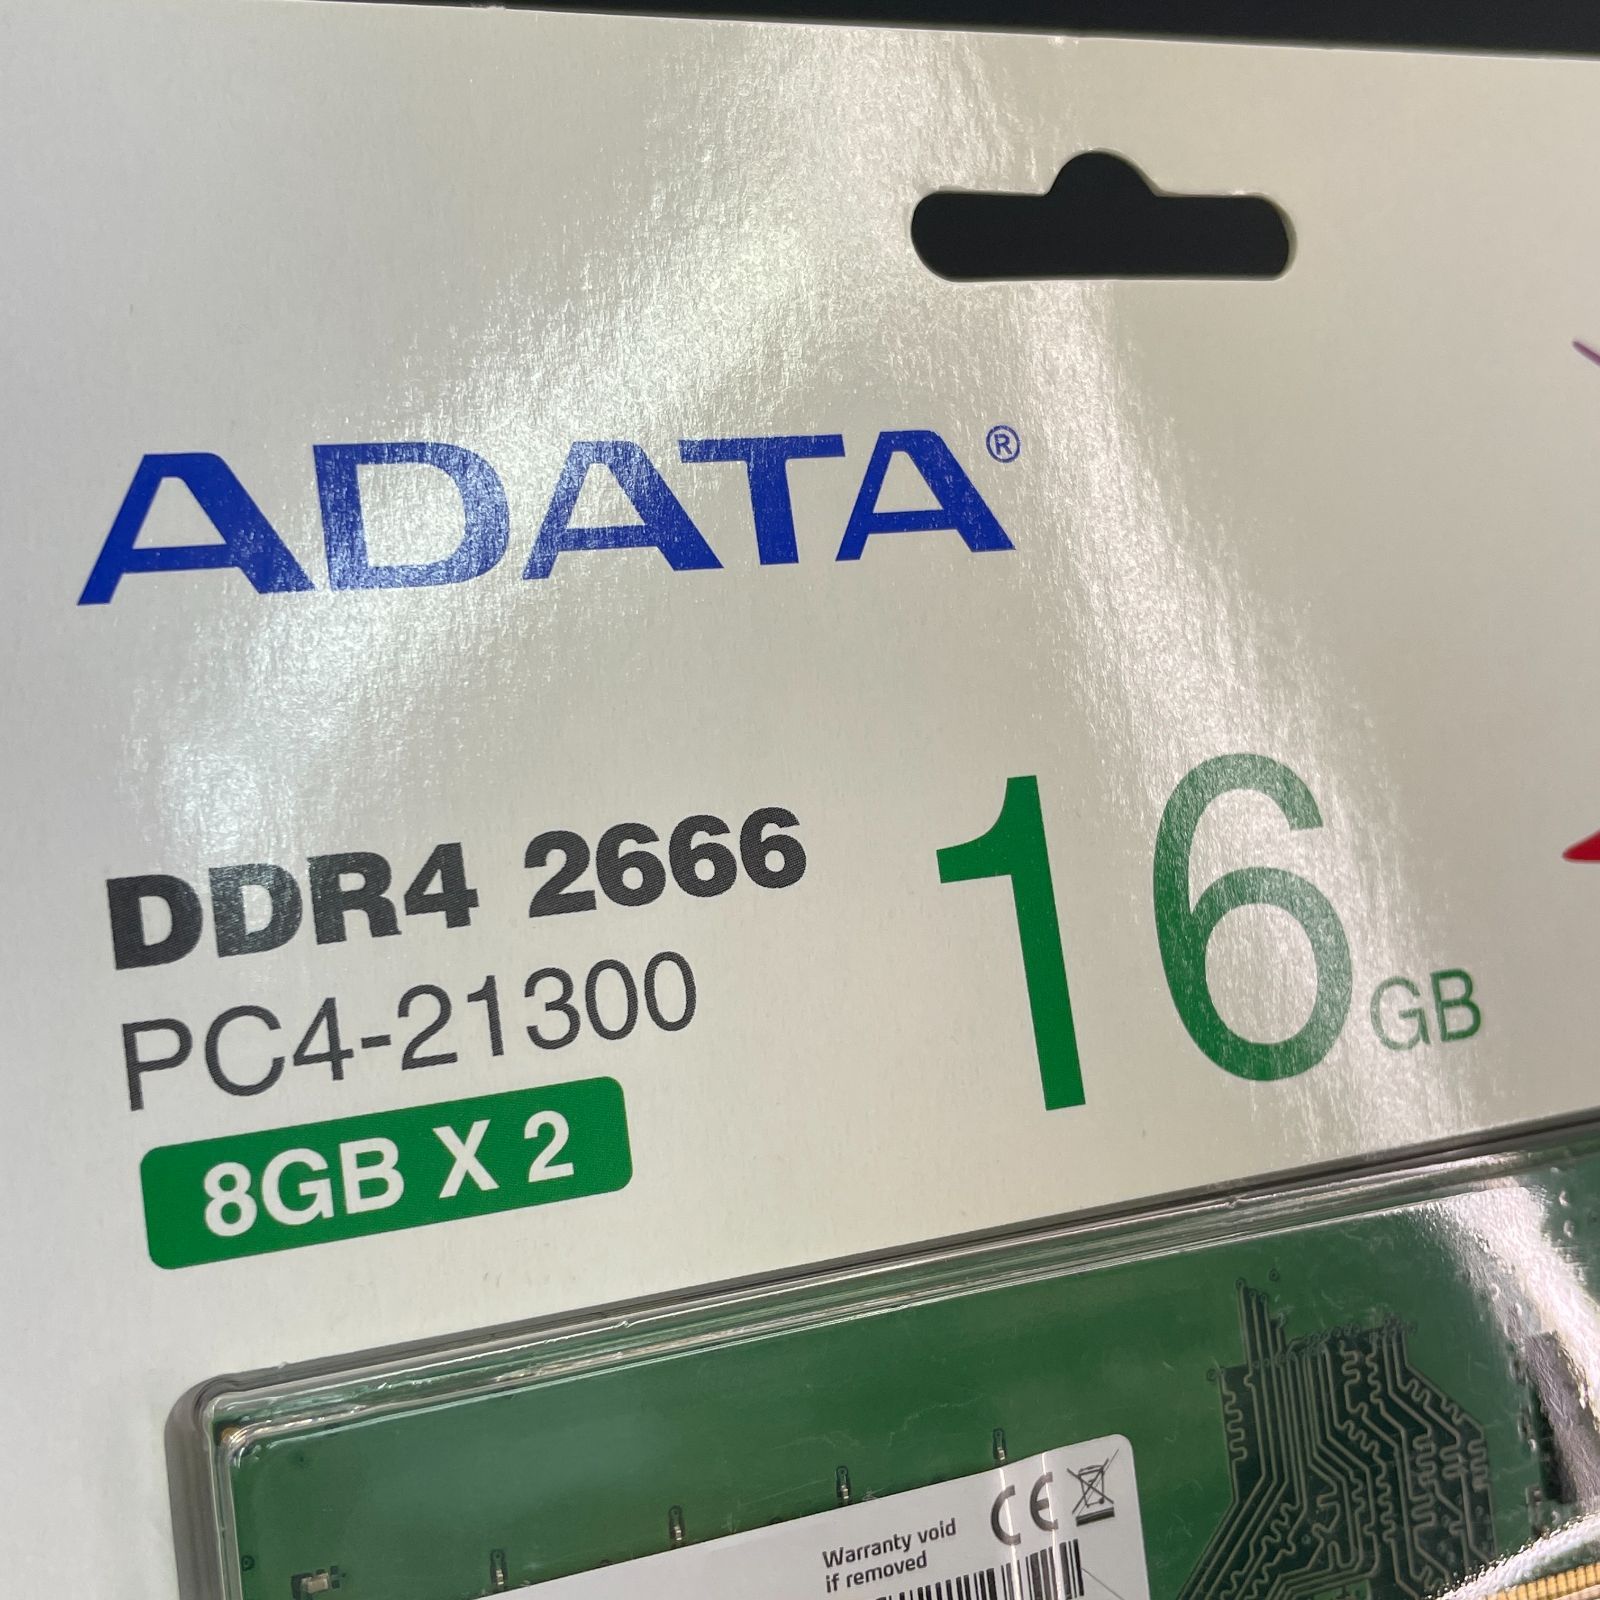 ADATA®
DDR4 2666
PC4-21300
8GB X 2
16GB
Warranty void
if removed
CE